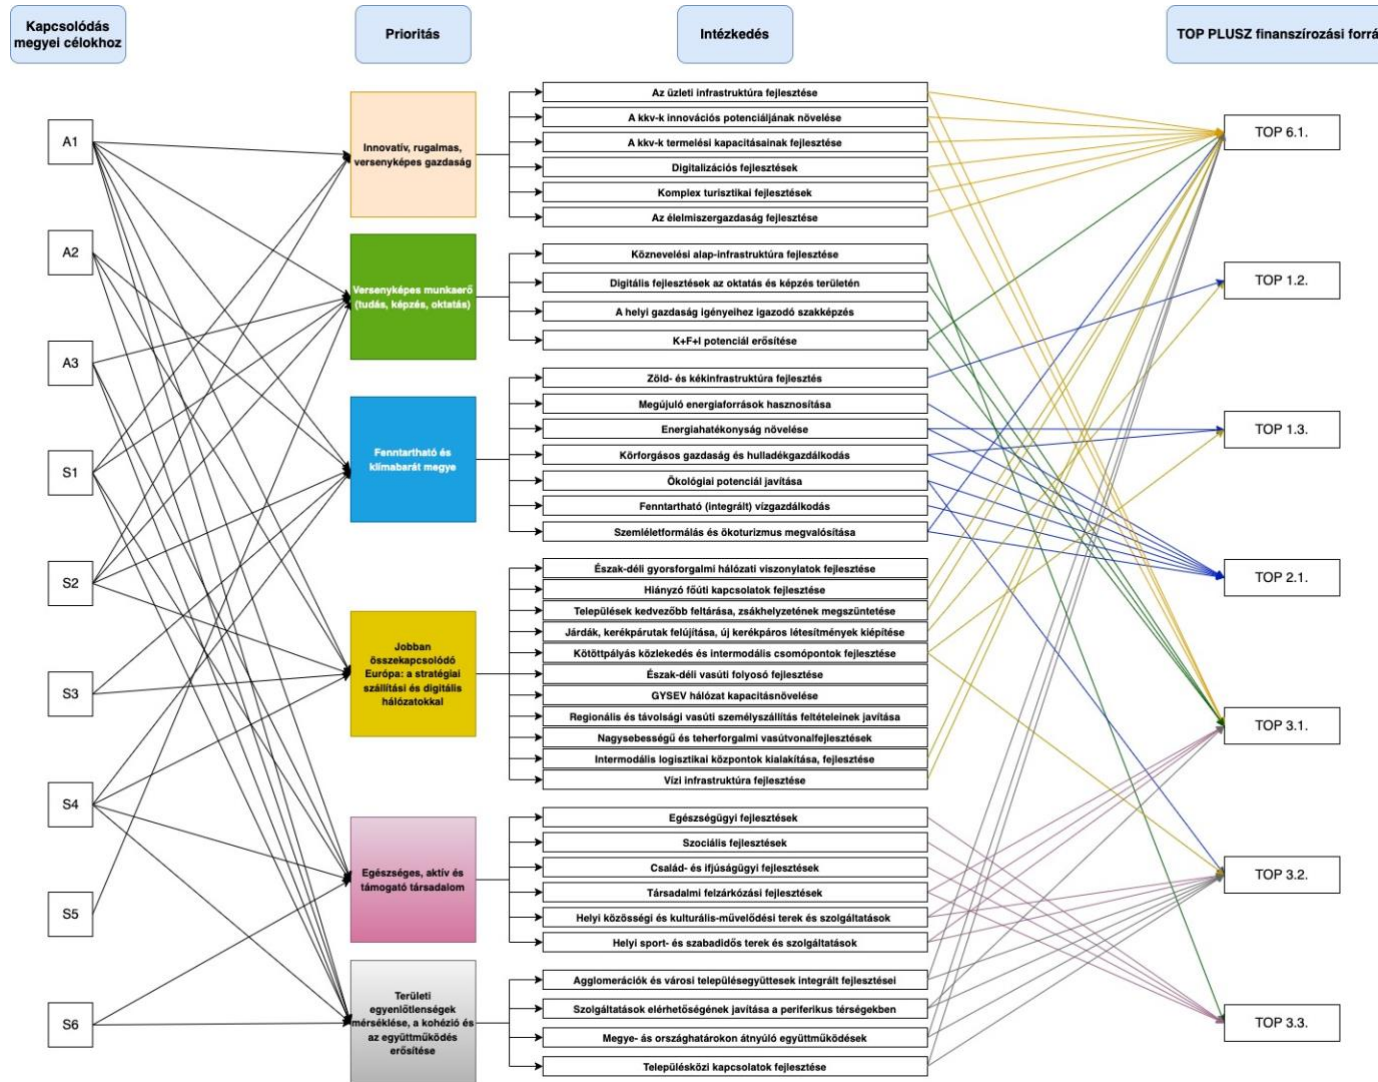 Kapcsolódás
megyei célokhoz
Prioritás
Intézkedés
TOP PLUSZ finanszírozási forrá
A1
A2
A3
S1
S2
S3
S4
S5
S6
Innovatív, rugalmas,
versenyképes gazdaság
Versenyképes munkaerő
(tudás, képzés, oktatás)
Fenntartható és
klímabarát megye
Jobban
összekapcsolódó
Európa: a stratégiai
szállítási és digitális
hálózatokkal
Egészséges, aktív és
támogató társadalom
Területi
egyenlőtlenségek
mérséklése, a kohézió és
az együttműködés
erősítése
Az üzleti infrastruktúra fejlesztése
A kkv-k innovációs potenciáljának növelése
A kkv-k termelési kapacitásainak fejlesztése
Digitalizációs fejlesztések
Komplex turisztikai fejlesztések
Az élelmiszergazdaság fejlesztése
Köznevelési alap-infrastruktúra fejlesztése
Digitális fejlesztések az oktatás és képzés területén
A helyi gazdaság igényeihez igazodó szakképzés
K+F+I potenciál erősítése
Zöld- és kékinfrastruktúra fejlesztés
Megújuló energiaforrások hasznosítása
Energiahatékonyság növelése
Körforgásos gazdaság és hulladékgazdálkodás
Ökológiai potenciál javítása
Fenntartható (integrált) vízgazdálkodás
Szemléletformálás és ökoturizmus megvalósítása
Észak-déli gyorsforgalmi hálózati viszonylatok fejlesztése
Hiányzó főúti kapcsolatok fejlesztése
Települések kedvezőbb feltárása, zsákhelyzetének megszüntetése
Járdák, kerékpárutak felújítása, új kerékpáros létesítmények kiépítése
Kötöttpályás közlekedés és intermodális csomópontok fejlesztése
Észak-déli vasúti folyosó fejlesztése
GYSEV hálózat kapacitásnövelése
Regionális és távolsági vasúti személyszállítás feltételeinek javítása
Nagysebességű és teherforgalmi vasútvonalfejlesztések
Intermodális logisztikai központok kialakítása, fejlesztése
Vízi infrastruktúra fejlesztése
Egészségügyi fejlesztések
Szociális fejlesztések
Család- és ifjúságügyi fejlesztések
Társadalmi felzárkózási fejlesztések
Helyi közösségi és kulturális-művelődési terek és szolgáltatások
Helyi sport- és szabadidős terek és szolgáltatások
Agglomerációk és városi településegyüttesek integrált fejlesztései
Szolgáltatások elérhetőségének javítása a periferikus térségekben
Megye- ás országhatárokon átnyúló együttműködések
Településközi kapcsolatok fejlesztése
TOP 6.1.
TOP 1.2.
TOP 1.3.
TOP 2.1.
TOP 3.1.
TOP 3.2.
TOP 3.3.